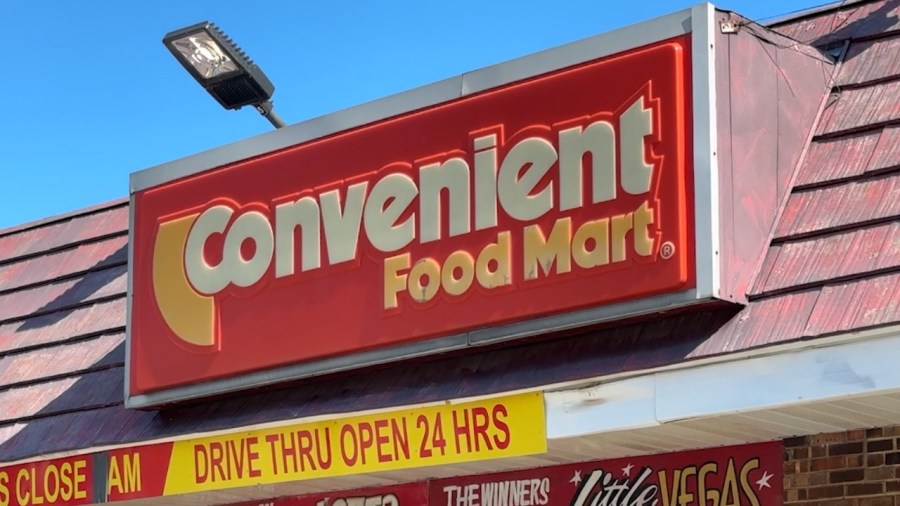 Convenient
Food Mart®
S CLOSE AM DRIVE THRU OPEN 24 HRS
THE WINNERS Little VEGAS